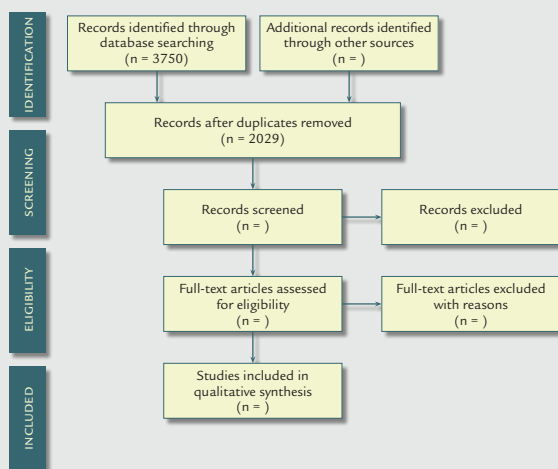 IDENTIFICATION
Records identified through
database searching
(n = 3750)
Additional records identified
through other sources
(n = )
Records after duplicates removed
(n = 2029)
SCREENING
Records screened
(n = )
Records excluded
(n = )
ELIGIBILITY
Full-text articles assessed
for eligibility
(n = )
Full-text articles excluded
with reasons
(n = )
INCLUDED
Studies included in
qualitative synthesis
(n = )